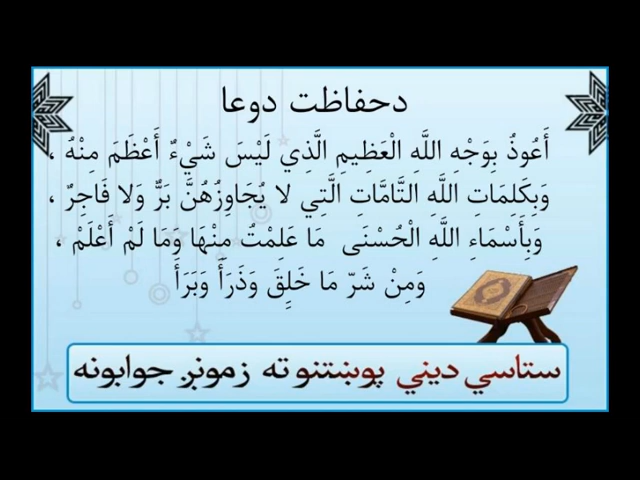 دحفاظت دوعا
أَعُوذُ بِوَجْهِ اللَّهِ الْعَظِيمِ الَّذِي لَيْسَ شَيْءٌ أَعْظَمَ مِنْهُ ،
وَبِكَلِمَاتِ اللَّهِ التَّامَّاتِ الَّتِي لا يُجَاوِزُهُنَّ بَرٌّ وَلا فَاجِرٌ ،
وَبِأَسْمَاءِ اللَّهِ الْحُسْنَى مَا عَلِمْتُ مِنْهَا وَمَا لَمْ أَعْلَمْ ،
وَمِنْ شَرّ مَا خَلِقَ وَذَرَأَ وَبَرَأَ
ستاسي ديني پوښتنو ته زمونږ جوابونه